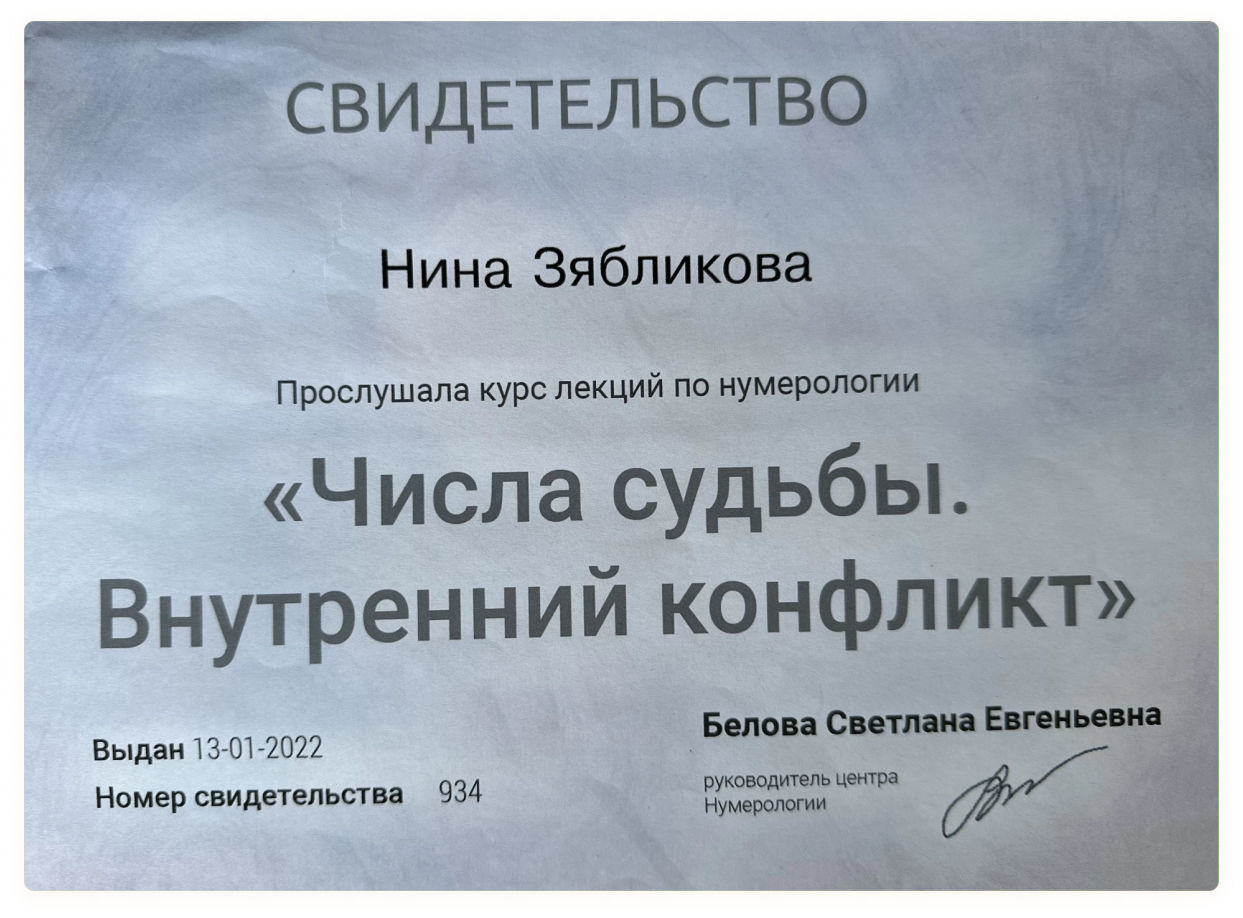 СВИДЕТЕЛЬСТВО
Нина Зябликова
Прослушала курс лекций по нумерологии
«Числа судьбы.
Внутренний конфликт»
Выдан 13-01-2022
Номер свидетельства 934
Белова Светлана Евгеньевна
руководитель центра
Нумерологии